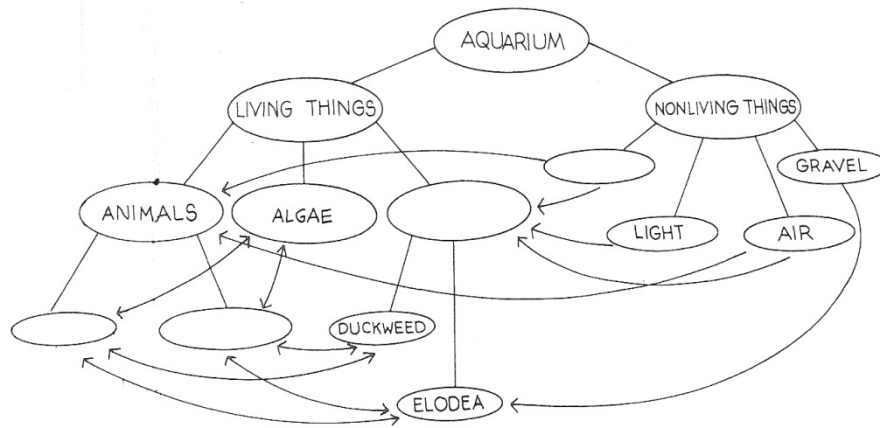 AQUARIUM
LIVING THINGS
NONLIVING THINGS
GRAVEL
ANIMALS
ALGAE
LIGHT
AIR
DUCKWEED
ELODEA